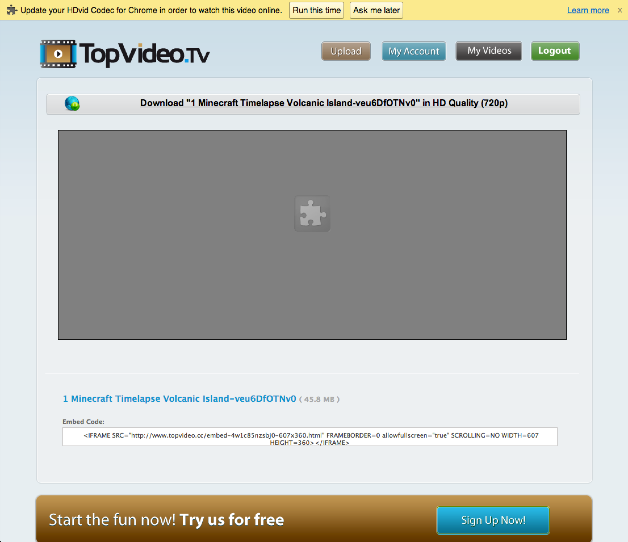 Update your HDvid Codec for Chrome in order to watch this video online. Run this time Ask me later Learn more x
TopVideo.Tv Upload My Account My Videos Logout
Download "1 Minecraft Timelapse Volcanic Island-veu6DfOTNv0" in HD Quality (720p)
1 Minecraft Timelapse Volcanic Island-veu6DfOTNv0 ( 45.8 MB )
Embed Code:
<IFRAME SRC="http://www.topvideo.cc/embed-4w1c85nzsbj0-607x360.html" FRAMEBORDER=0 allowfullscreen="true" SCROLLING=NO WIDTH=607
HEIGHT=360></IFRAME>
Start the fun now! Try us for free Sign Up Now!